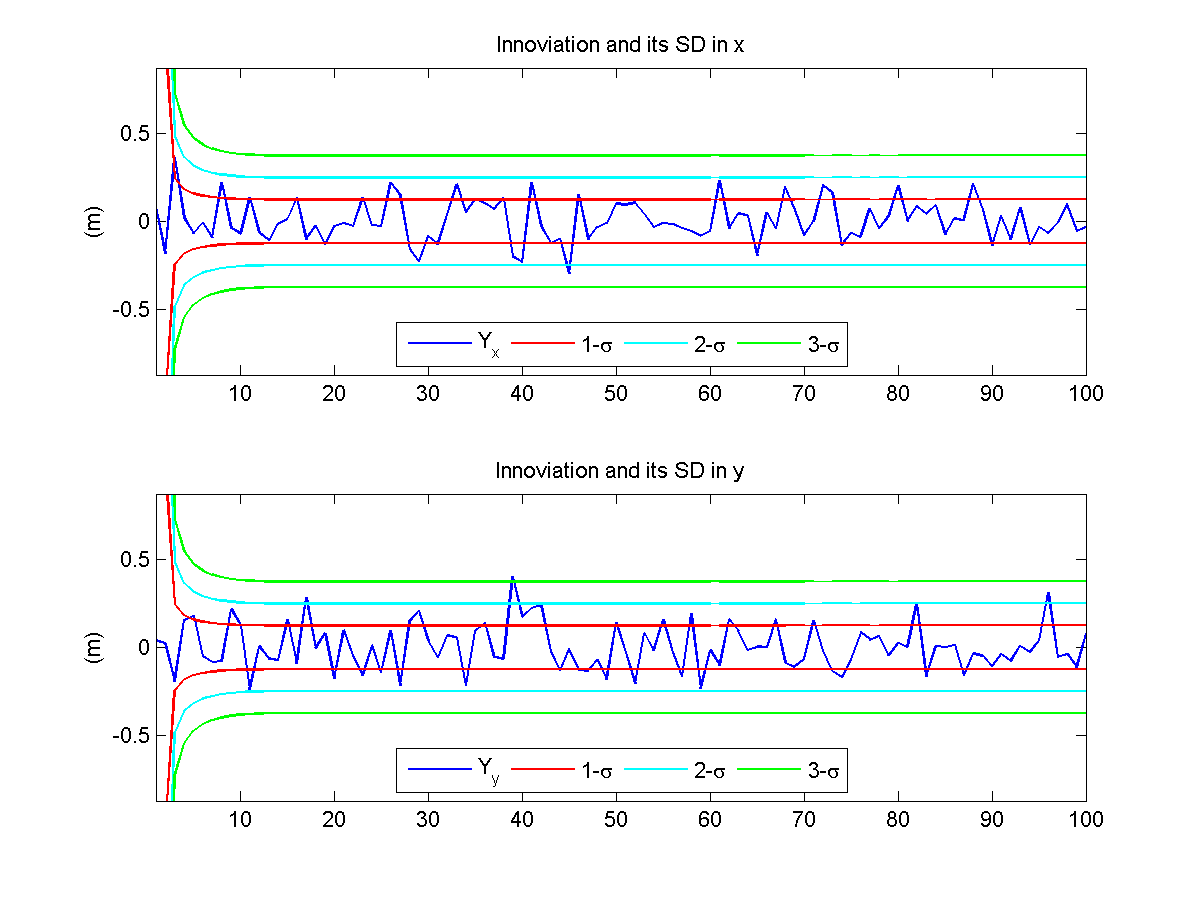 Innoviation and its SD in x
(m)
0.5
0
-0.5
Yx 1-σ 2-σ 3-σ
10 20 30 40 50 60 70 80 90 100
Innoviation and its SD in y
(m)
0.5
0
-0.5
Yy 1-σ 2-σ 3-σ
10 20 30 40 50 60 70 80 90 100